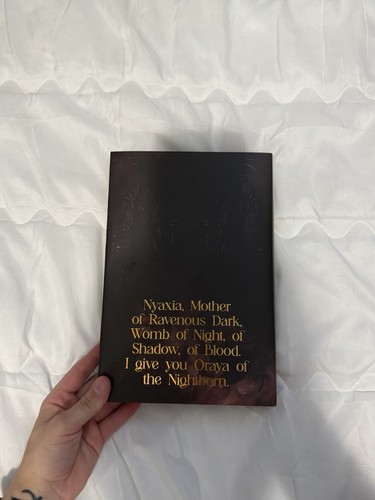 Nyaxia, Mother
of Ravenous Dark,
Womb of Night, of
Shadow, of Blood.
I give you Oraya of
the Nightborn.